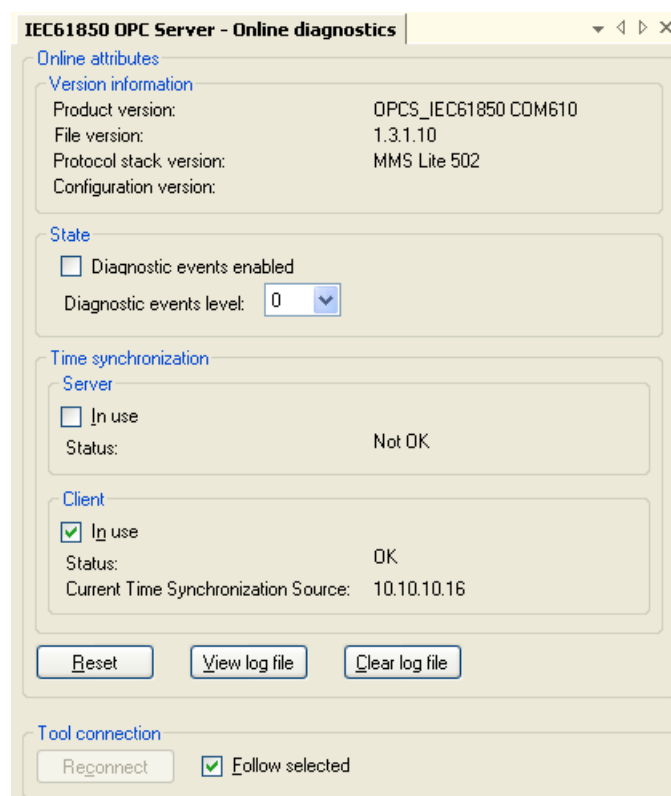 IEC61850 OPC Server - Online diagnostics
Online attributes
Version information
Product version: OPCS_IEC61850 COM610
File version: 1.3.1.10
Protocol stack version: MMS Lite 502
Configuration version:
State
Diagnostic events enabled
Diagnostic events level: 0
Time synchronization
Server
In use
Status: Not OK
Client
In use
Status: OK
Current Time Synchronization Source: 10.10.10.16
Reset View log file Clear log file
Tool connection
Reconnect Follow selected